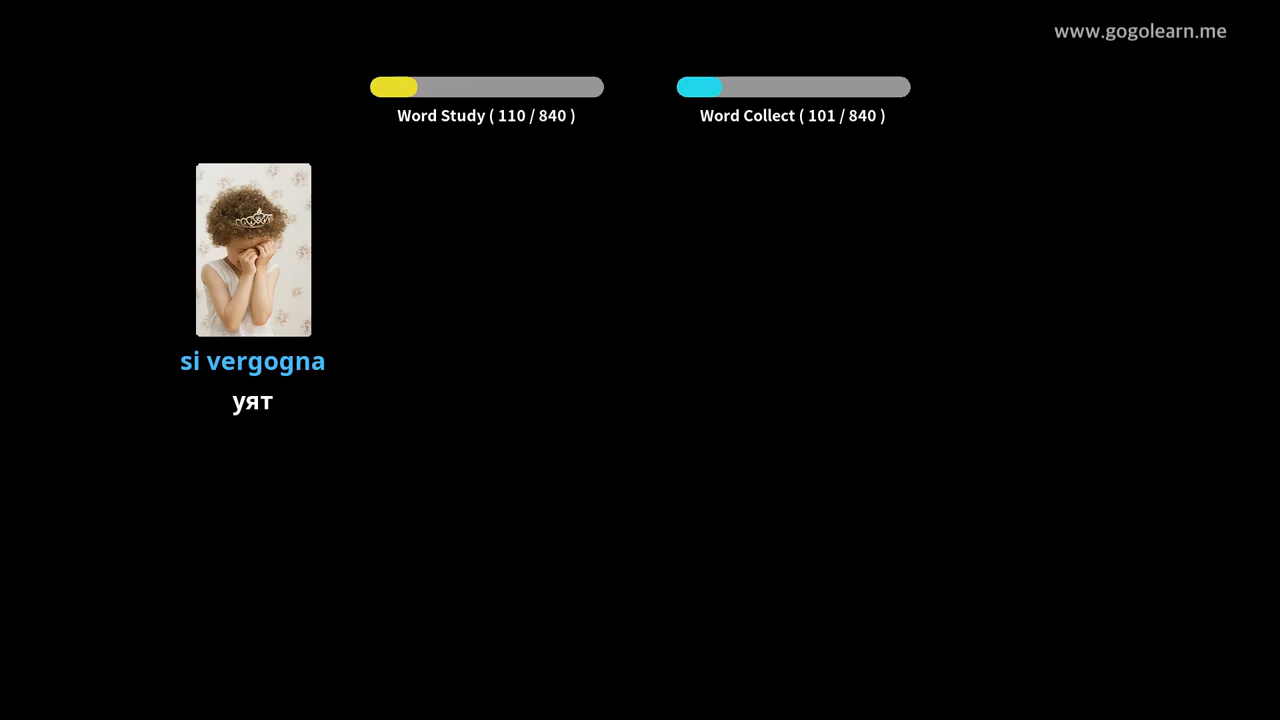 www.gogolearn.me
Word Study ( 110 / 840 )
Word Collect ( 101 / 840 )
si vergogna
уят